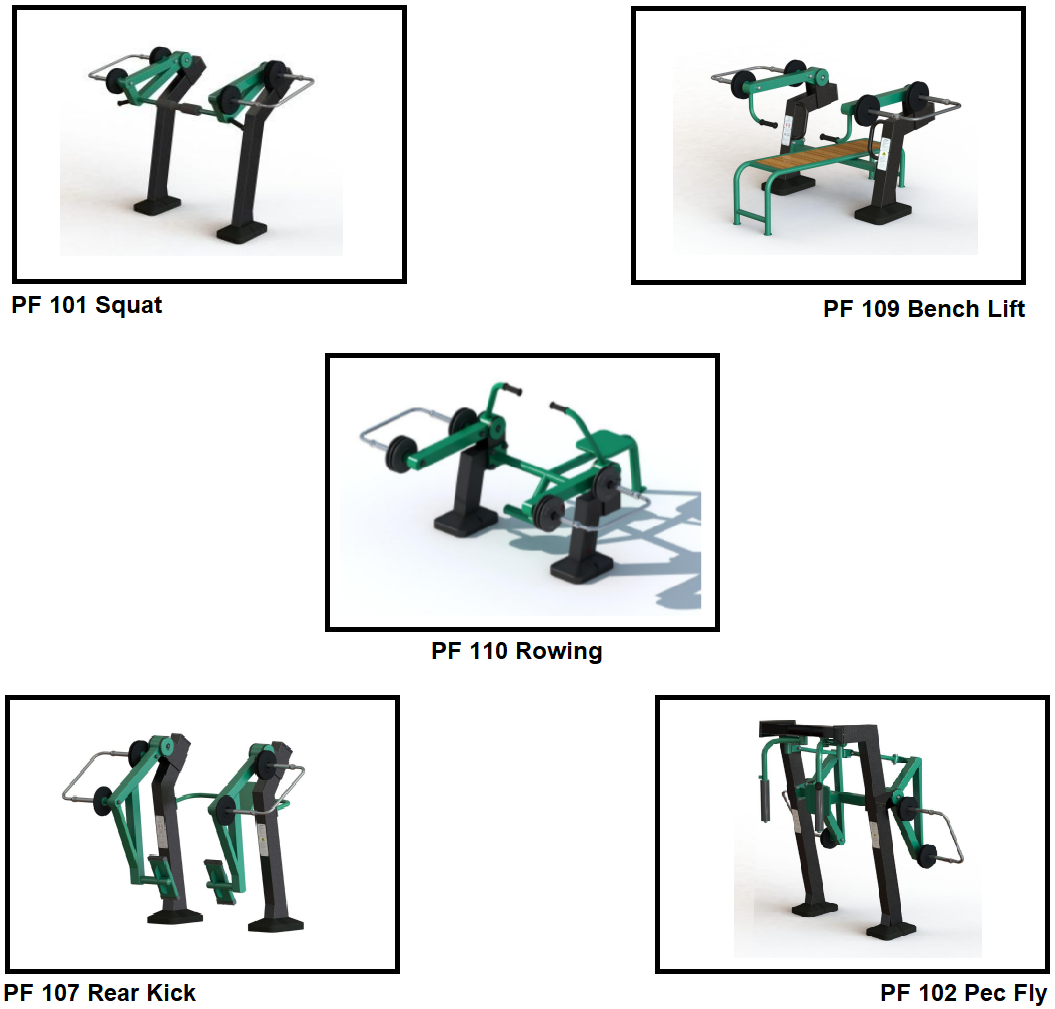 PF 101 Squat
PF 109 Bench Lift
PF 110 Rowing
PF 107 Rear Kick
PF 102 Pec Fly